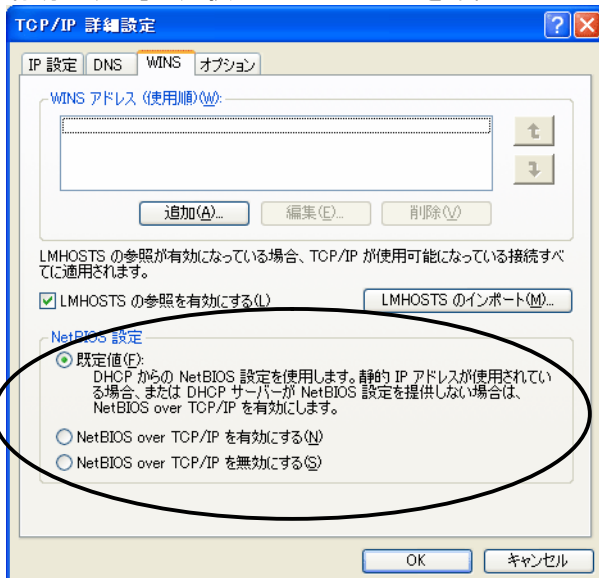 TCP/IP 詳細設定
IP 設定 DNS WINS オプション
WINS アドレス (使用順)(W):
追加(A)... 編集(E)... 削除(V)
LMHOSTS の参照が有効になっている場合、TCP/IP が使用可能になっている接続すべ
てに適用されます。
LMHOSTS の参照を有効にする(L) LMHOSTS のインポート(M)...
NetBIOS 設定
既定値(F):
DHCP からの NetBIOS 設定を使用します。静的 IP アドレスが使用されてい
る場合、または DHCP サーバーが NetBIOS 設定を提供しない場合は、
NetBIOS over TCP/IP を有効にします。
NetBIOS over TCP/IP を有効にする(N)
NetBIOS over TCP/IP を無効にする(S)
OK キャンセル